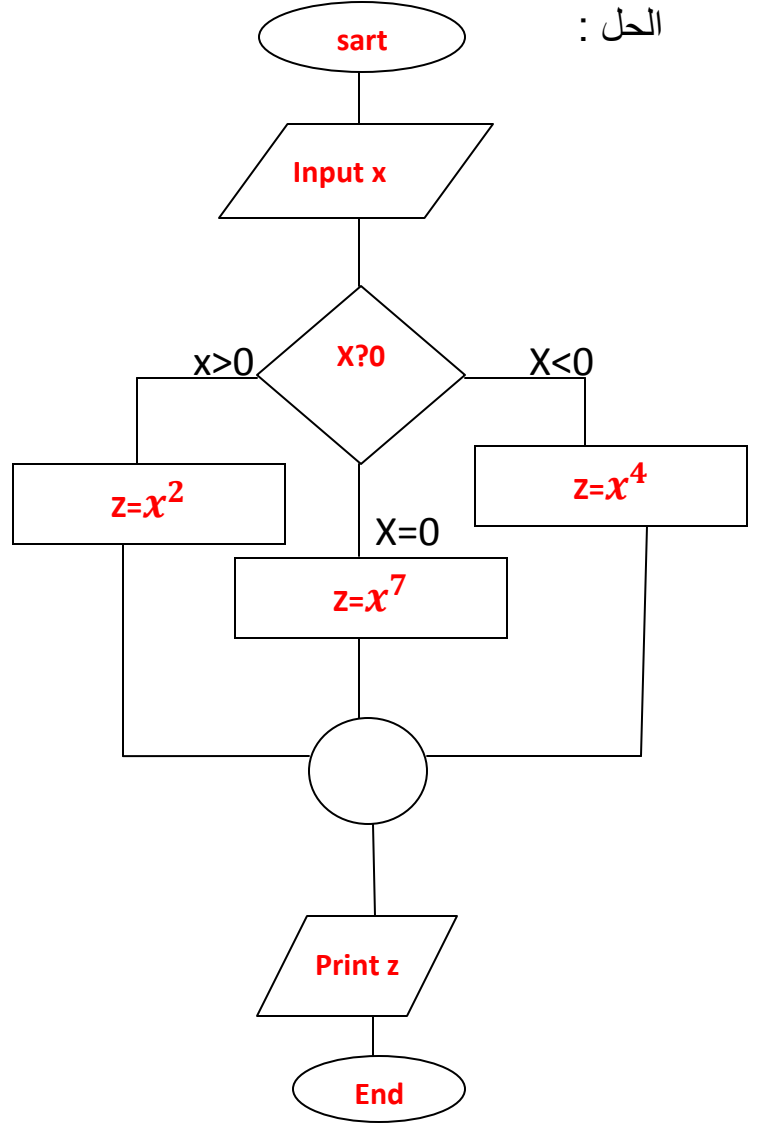 الحل :
sart
Input x
X?0
x>0
X<0
z=x²
z=x⁴
X=0
z=x⁷
Print z
End